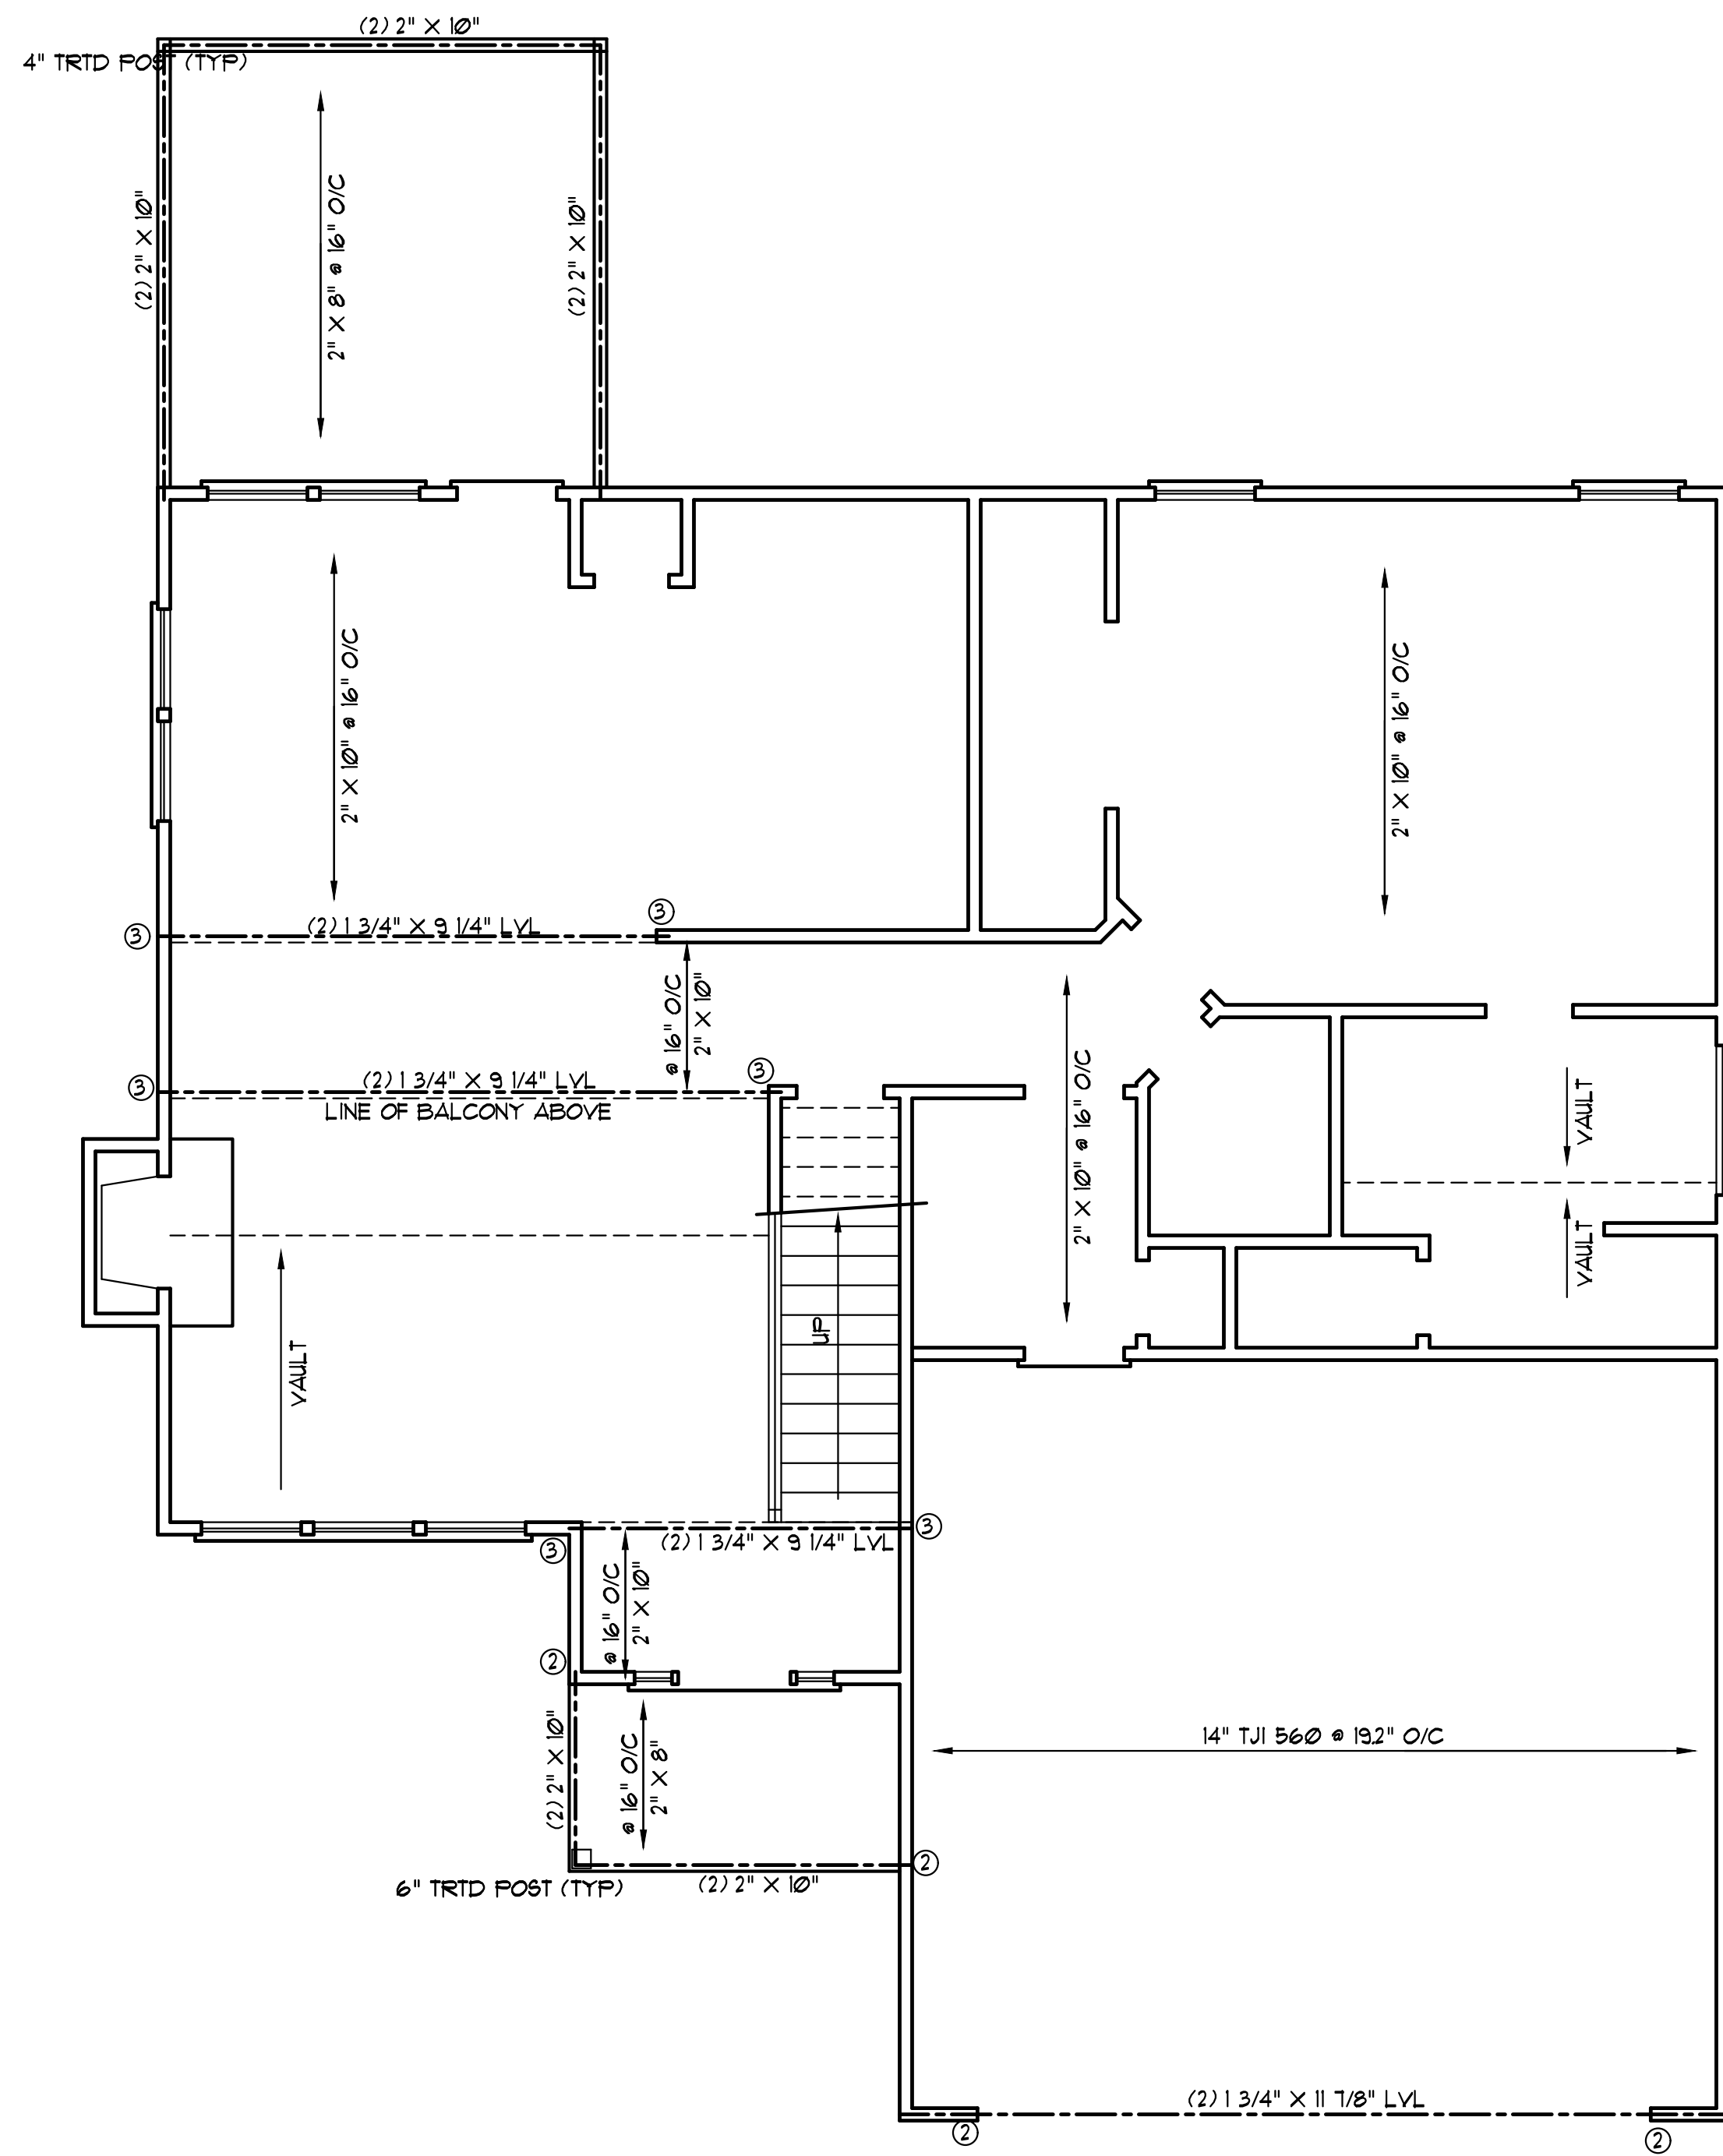 (2) 2" X 10"
4" TRTD POST (TYP)
(2) 2" X 10"
2" X 8" @ 16" O/C
(2) 2" X 10"
2" X 10" @ 16" O/C
2" X 10" @ 16" O/C
3
(2) 1 3/4" X 9 1/4" LVL
3
@ 16" O/C
2" X 10"
3
(2) 1 3/4" X 9 1/4" LVL
3
LINE OF BALCONY ABOVE
2" X 10" @ 16" O/C
VAULT
VAULT
VAULT
UP
3
(2) 1 3/4" X 9 1/4" LVL
3
@ 16" O/C
2" X 10"
2
(2) 2" X 10"
@ 16" O/C
2" X 8"
14" TJI 560 @ 19.2" O/C
6" TRTD POST (TYP)
(2) 2" X 10"
2
(2) 1 3/4" X 11 7/8" LVL
2
2